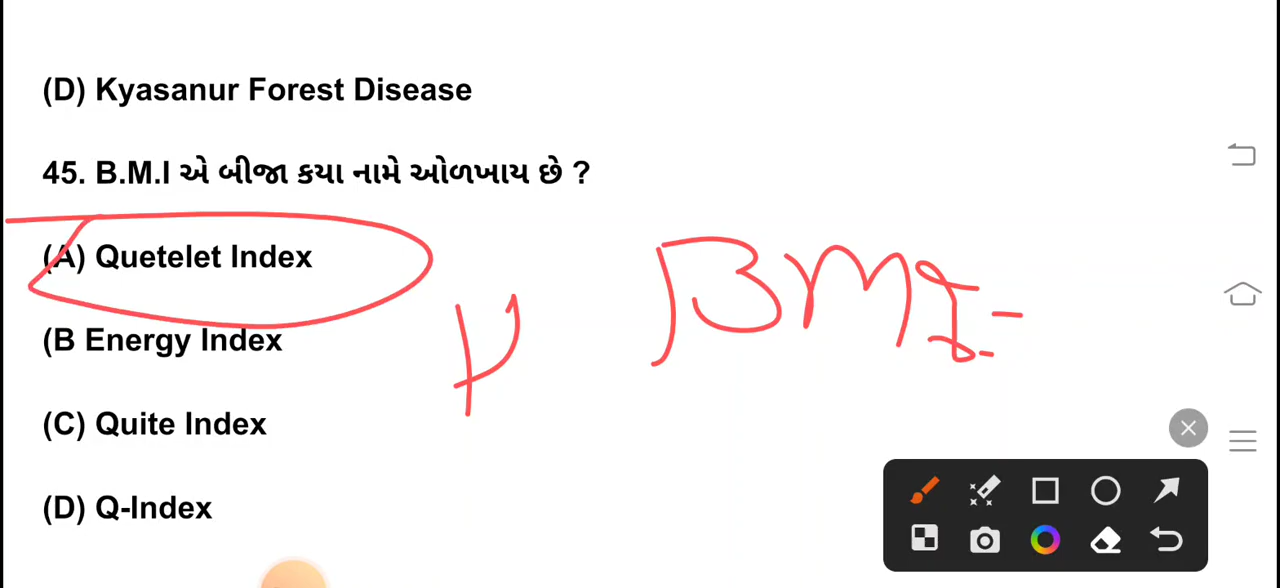 (D) Kyasanur Forest Disease
45. B.M.I એ બીજા કયા નામે ઓળખાય છે ?
(A) Quetelet Index
BMI =
(B Energy Index
(C) Quite Index
(D) Q-Index